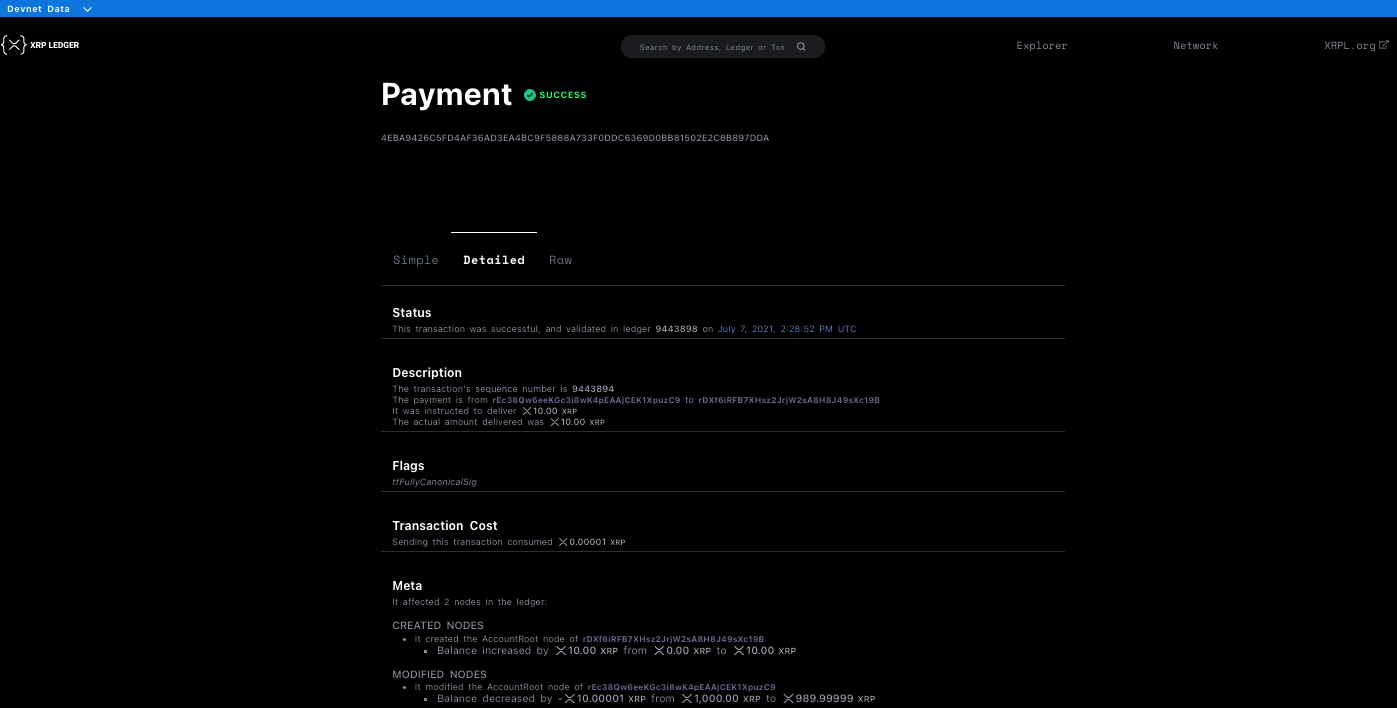 Devnet Data
XRP LEDGER
Search by Address, Ledger or Txn
Explorer
Network
XRPL.org
Payment SUCCESS
4EBA9426C5FD4AF36AD3EA4BC9F5888A733F0DDC6369D0BB81502E2C8B897DDA
Simple Detailed Raw
Status
This transaction was successful, and validated in ledger 9443898 on July 7, 2021, 2:28:52 PM UTC
Description
The transaction's sequence number is 9443894
The payment is from rEc38Qw6eeKGc3i8wK4pEAAjCEK1XpuzC9 to rDXf6iRFB7XHsz2JrjW2sA8H8J49sXc19B
It was instructed to deliver 10.00 XRP
The actual amount delivered was 10.00 XRP
Flags
tfFullyCanonicalSig
Transaction Cost
Sending this transaction consumed 0.00001 XRP
Meta
It affected 2 nodes in the ledger:
CREATED NODES
• It created the AccountRoot node of rDXf6iRFB7XHsz2JrjW2sA8H8J49sXc19B
▪ Balance increased by 10.00 XRP from 0.00 XRP to 10.00 XRP
MODIFIED NODES
• It modified the AccountRoot node of rEc38Qw6eeKGc3i8wK4pEAAjCEK1XpuzC9
▪ Balance decreased by -10.00001 XRP from 1,000.00 XRP to 989.99999 XRP